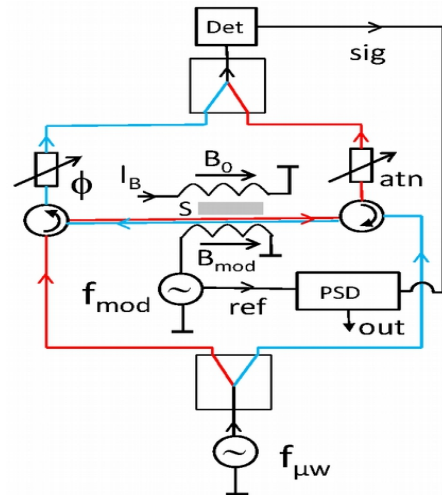 Det
sig
ϕ
I_B
B_0
atn
S
B_mod
f_mod
ref
PSD
out
f_μw